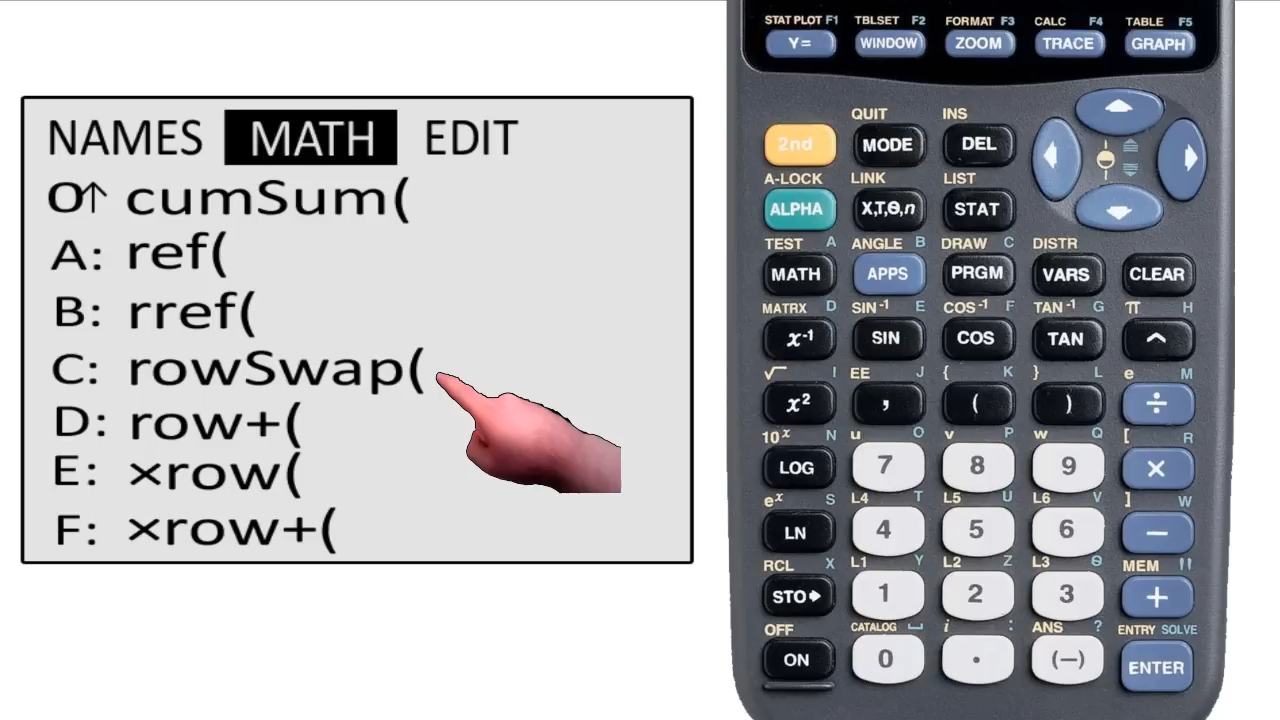 NAMES MATH EDIT
0↑ cumSum(
A: ref(
B: rref(
C: rowSwap(
D: row+(
E: ×row(
F: ×row+(
STAT PLOT F1 TBLSET F2 FORMAT F3 CALC F4 TABLE F5
Y= WINDOW ZOOM TRACE GRAPH
QUIT INS
2nd MODE DEL
A-LOCK LINK LIST
ALPHA X,T,Θ,n STAT
TEST A ANGLE B DRAW C DISTR
MATH APPS PRGM VARS CLEAR
MATRX D SIN⁻¹ E COS⁻¹ F TAN⁻¹ G π H
x⁻¹ SIN COS TAN ^
√ I EE J { K } L e M
x² , ( ) ÷
10ˣ N u O v P w Q [ R
LOG 7 8 9 ×
eˣ S L4 T L5 U L6 V ] W
LN 4 5 6 −
RCL X L1 Y L2 Z L3 θ MEM "
STO▸ 1 2 3 +
OFF CATALOG ⎵ i : ANS ? ENTRY SOLVE
ON 0 . (−) ENTER